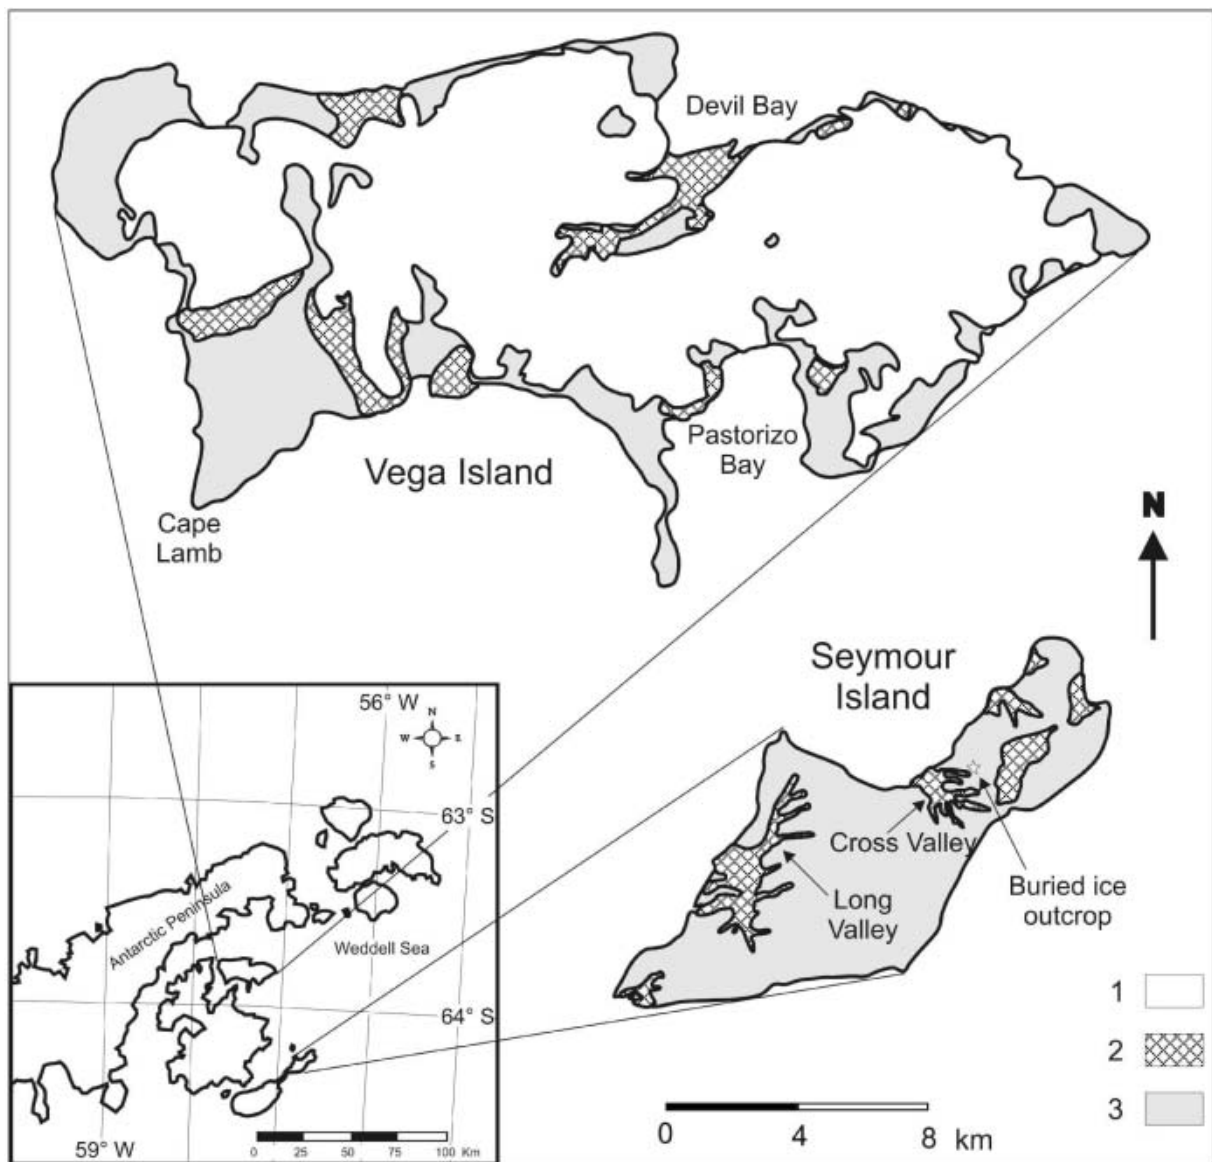 Devil Bay
Pastorizo
Bay
Vega Island
Cape
Lamb
N
Seymour
Island
Cross Valley
Long
Valley
Buried ice
outcrop
56° W
N
W
E
S
63° S
Antarctic Peninsula
Weddell Sea
64° S
59° W
0 25 50 75 100 Km
1
2
3
0 4 8 km